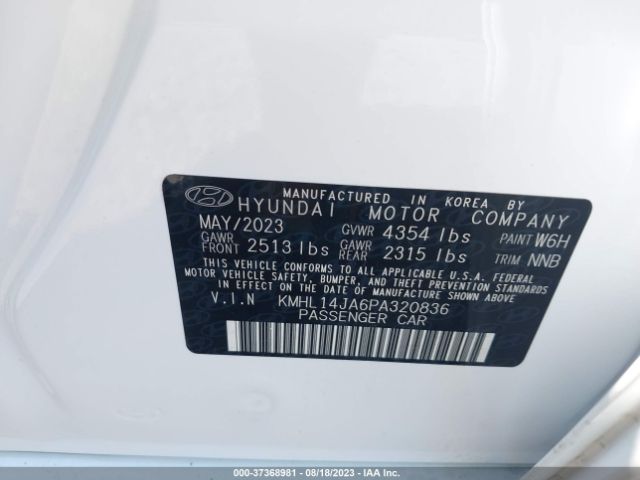 MANUFACTURED IN KOREA BY
HYUNDAI MOTOR COMPANY
MAY/2023 GVWR 4354 lbs PAINT W6H
GAWR FRONT 2513 lbs GAWR REAR 2315 lbs TRIM NNB
THIS VEHICLE CONFORMS TO ALL APPLICABLE U.S.A. FEDERAL
MOTOR VEHICLE SAFETY, BUMPER, AND THEFT PREVENTION STANDARDS
IN EFFECT ON THE DATE OF MANUFACTURE SHOWN ABOVE.
V.I.N KMHL14JA6PA320836
PASSENGER CAR
000-37368981 - 08/18/2023 - IAA Inc.